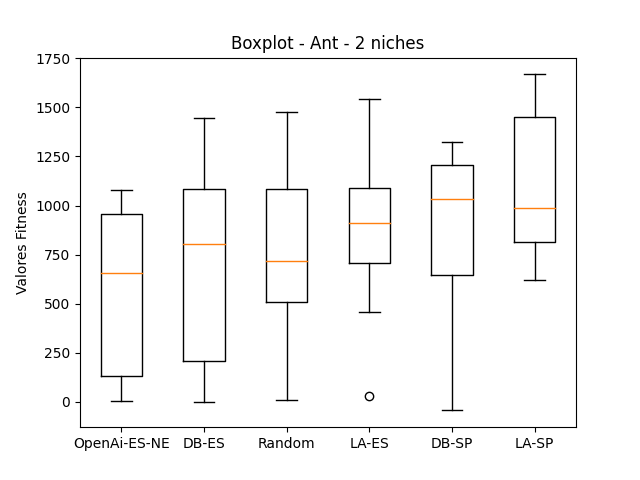 Boxplot - Ant - 2 niches
1750
1500
1250
1000
750
500
250
0
Valores Fitness
OpenAi-ES-NE DB-ES Random LA-ES DB-SP LA-SP